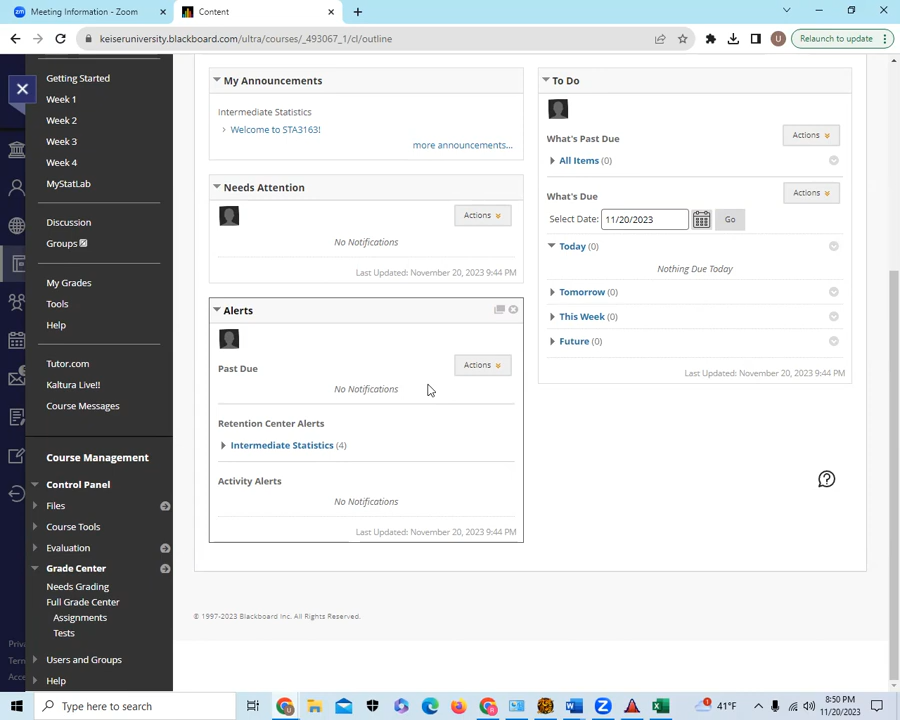 Meeting Information - Zoom
Content
keiseruniversity.blackboard.com/ultra/courses/_493067_1/cl/outline
U
Relaunch to update
Getting Started
Week 1
Week 2
Week 3
Week 4
MyStatLab
Discussion
Groups
My Grades
Tools
Help
Tutor.com
Kaltura Live!!
Course Messages
Course Management
Control Panel
Files
Course Tools
Evaluation
Grade Center
Needs Grading
Full Grade Center
Assignments
Tests
Users and Groups
Help
Priva
Term
Acce
My Announcements
Intermediate Statistics
Welcome to STA3163!
more announcements...
Needs Attention
Actions
No Notifications
Last Updated: November 20, 2023 9:44 PM
Alerts
Past Due
Actions
No Notifications
Retention Center Alerts
Intermediate Statistics (4)
Activity Alerts
No Notifications
Last Updated: November 20, 2023 9:44 PM
To Do
What's Past Due
Actions
All Items (0)
What's Due
Actions
Select Date: 11/20/2023 Go
Today (0)
Nothing Due Today
Tomorrow (0)
This Week (0)
Future (0)
Last Updated: November 20, 2023 9:44 PM
© 1997-2023 Blackboard Inc. All Rights Reserved.
Type here to search
41°F
8:50 PM
11/20/2023